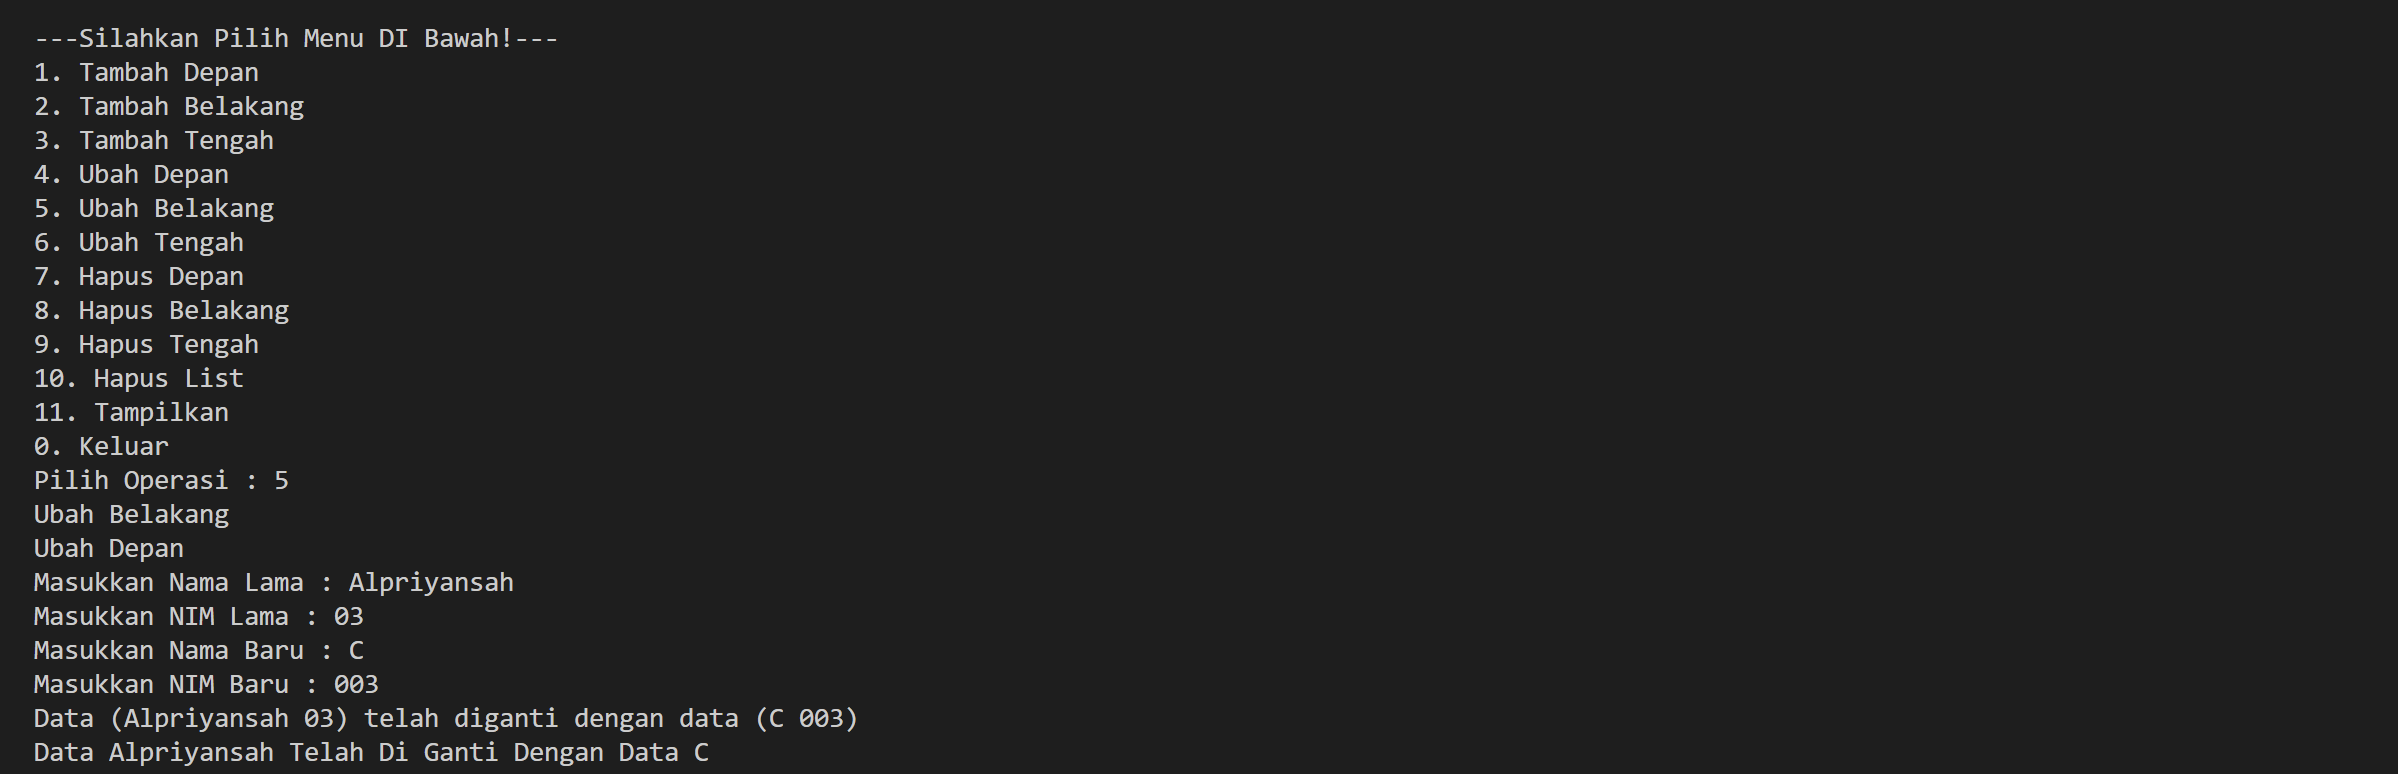 ---Silahkan Pilih Menu DI Bawah!---
1. Tambah Depan
2. Tambah Belakang
3. Tambah Tengah
4. Ubah Depan
5. Ubah Belakang
6. Ubah Tengah
7. Hapus Depan
8. Hapus Belakang
9. Hapus Tengah
10. Hapus List
11. Tampilkan
0. Keluar
Pilih Operasi : 5
Ubah Belakang
Ubah Depan
Masukkan Nama Lama : Alpriyansah
Masukkan NIM Lama : 03
Masukkan Nama Baru : C
Masukkan NIM Baru : 003
Data (Alpriyansah 03) telah diganti dengan data (C 003)
Data Alpriyansah Telah Di Ganti Dengan Data C